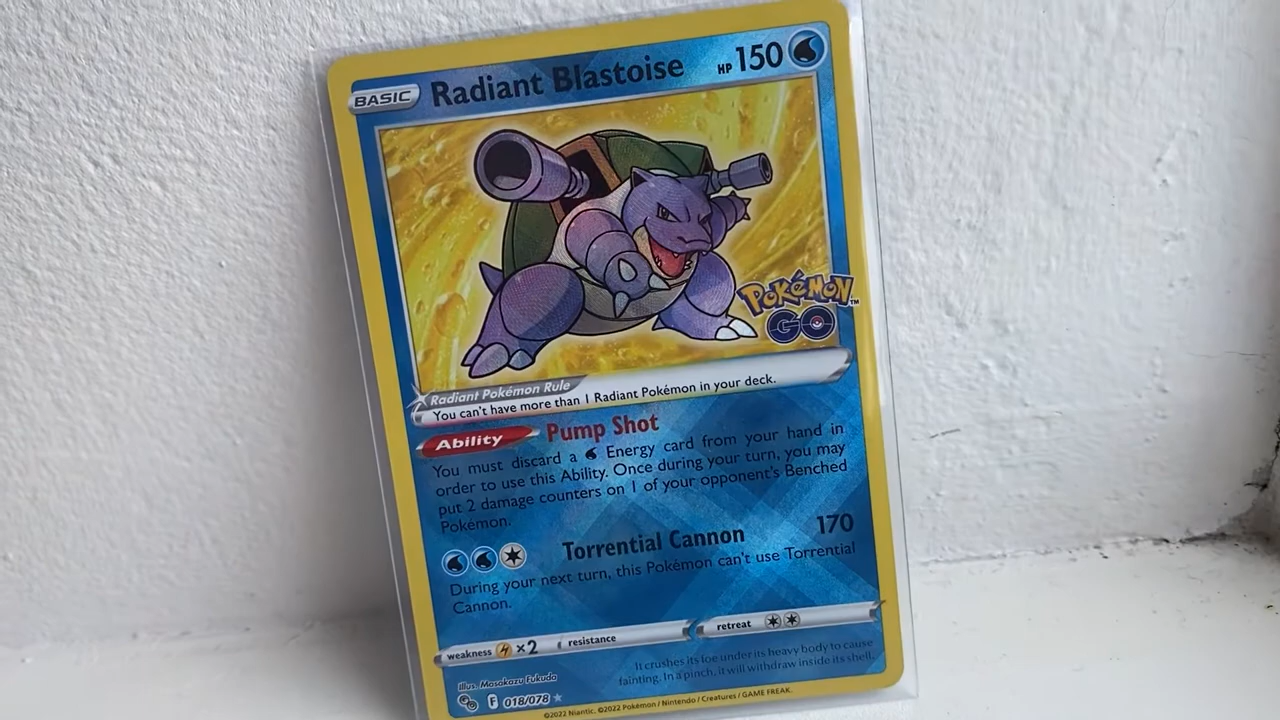 BASIC Radiant Blastoise HP 150
POKÉMON™
GO
Radiant Pokémon Rule
You can't have more than 1 Radiant Pokémon in your deck.
Ability Pump Shot
You must discard a Energy card from your hand in
order to use this Ability. Once during your turn, you may
put 2 damage counters on 1 of your opponent's Benched
Pokémon.
Torrential Cannon 170
During your next turn, this Pokémon can't use Torrential
Cannon.
weakness ×2 resistance retreat
It crushes its foe under its heavy body to cause
fainting. In a pinch, it will withdraw inside its shell.
Illus. Masakazu Fukuda
F 018/078 ★
©2022 Niantic. ©2022 Pokémon / Nintendo / Creatures / GAME FREAK.